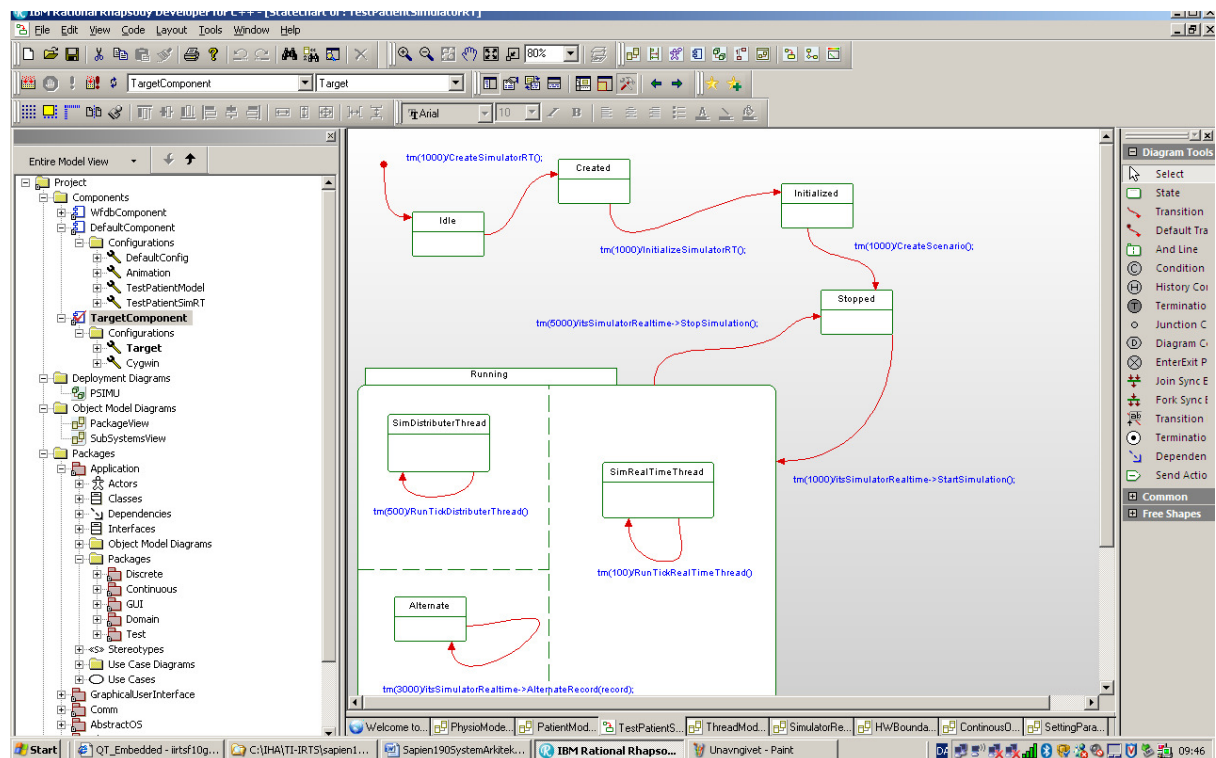 IBM Rational Rhapsody Developer for C++ - [Statechart of : TestPatientSimulatorRT]
File Edit View Code Layout Tools Window Help
80%
TargetComponent Target
Arial 10
Entire Model View
Project
Components
WfdbComponent
DefaultComponent
Configurations
DefaultConfig
Animation
TestPatientModel
TestPatientSimRT
TargetComponent
Configurations
Target
Cygwin
Deployment Diagrams
PSIMU
Object Model Diagrams
PackageView
SubSystemsView
Packages
Application
Actors
Classes
Dependencies
Interfaces
Object Model Diagrams
Packages
Discrete
Continuous
GUI
Domain
Test
«S» Stereotypes
Use Case Diagrams
Use Cases
GraphicalUserInterface
Comm
AbstractOS
tm(1000)/CreateSimulatorRT();
Created
Initialized
Idle
tm(1000)/InitializeSimulatorRT();
tm(1000)/CreateScenario();
Stopped
tm(5000)/itsSimulatorRealtime->StopSimulation();
Running
SimDistributerThread
SimRealTimeThread
tm(1000)/itsSimulatorRealtime->StartSimulation();
tm(500)/RunTickDistributerThread()
tm(100)/RunTickRealTimeThread()
Alternate
tm(3000)/itsSimulatorRealtime->AlternateRecord(record);
Diagram Tools
Select
State
Transition
Default Tra
And Line
Condition
History Cor
Terminatio
Junction C
Diagram C
EnterExit P
Join Sync E
Fork Sync E
Transition
Terminatio
Dependen
Send Actio
Common
Free Shapes
Welcome to... PhysioMode... PatientMod... TestPatientS... ThreadMod... SimulatorRe... HWBounda... ContinousO... SettingPara...
Start QT_Embedded - iirtsf10g... C:\IHA\TI-IRTS\sapien1... Sapien190SystemArkitek... IBM Rational Rhapso... Unavngivet - Paint DA 09:46